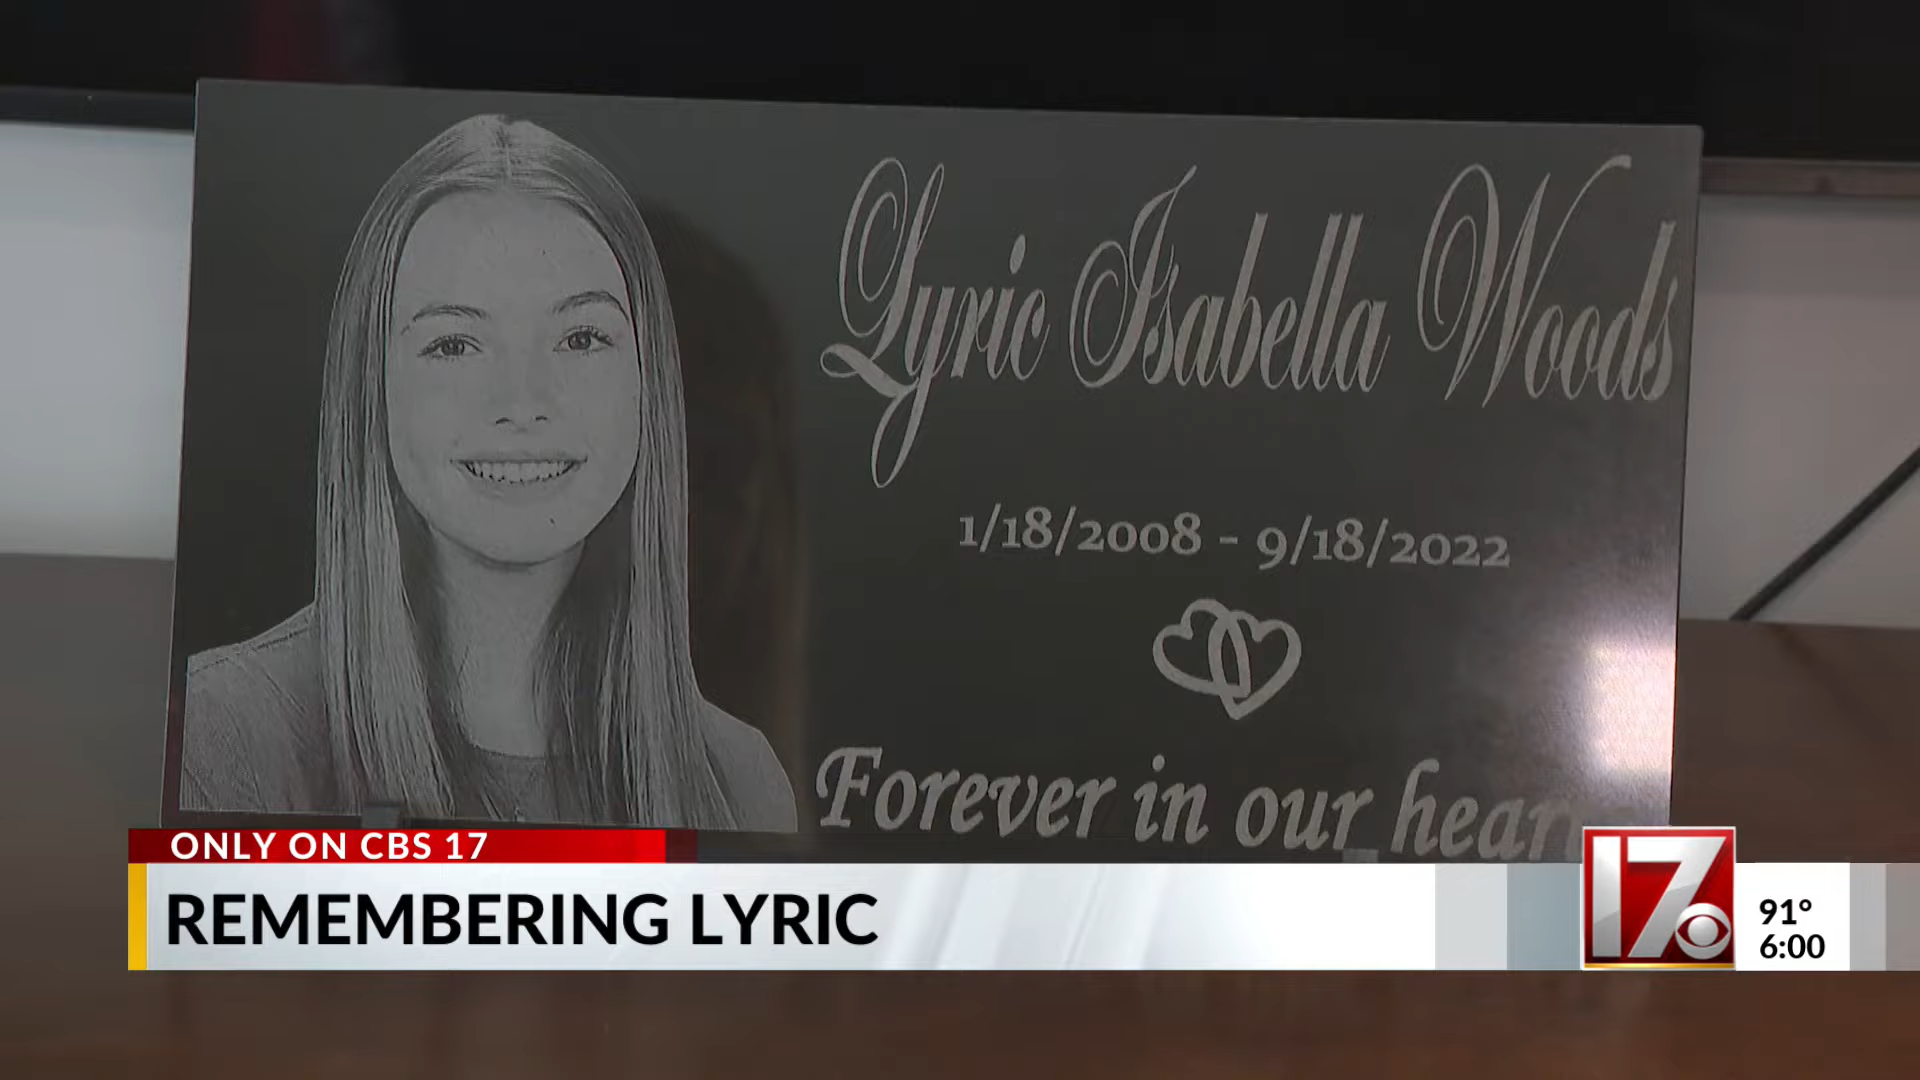 Lyric Isabella Woods
1/18/2008 - 9/18/2022
Forever in our
ONLY ON CBS 17
REMEMBERING LYRIC
17
91°
6:00